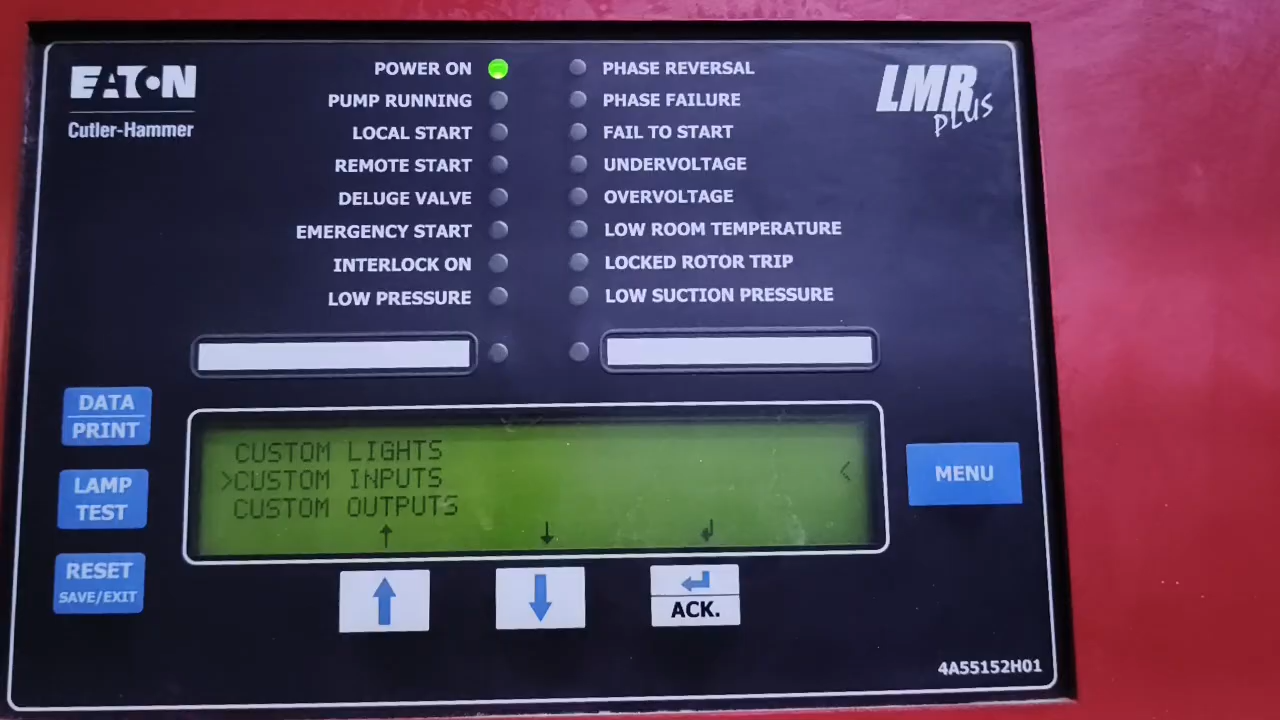 EATON
Cutler-Hammer
LMR
PLUS
POWER ON
PUMP RUNNING
LOCAL START
REMOTE START
DELUGE VALVE
EMERGENCY START
INTERLOCK ON
LOW PRESSURE
PHASE REVERSAL
PHASE FAILURE
FAIL TO START
UNDERVOLTAGE
OVERVOLTAGE
LOW ROOM TEMPERATURE
LOCKED ROTOR TRIP
LOW SUCTION PRESSURE
DATA
PRINT
LAMP
TEST
RESET
SAVE/EXIT
CUSTOM LIGHTS
>CUSTOM INPUTS <
CUSTOM OUTPUTS
↑ ↓ ↲
MENU
↑ ↓ ↲
ACK.
4A55152H01